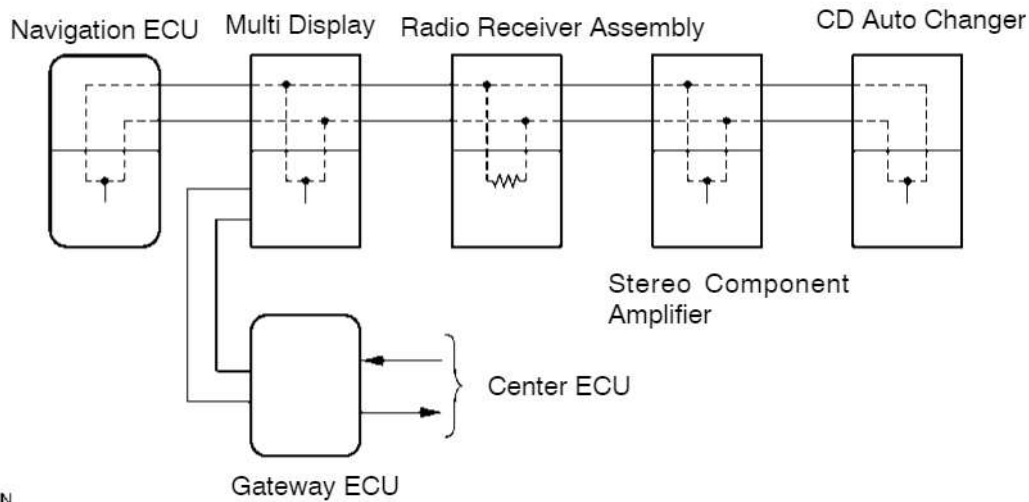 Navigation ECU
Multi Display
Radio Receiver Assembly
CD Auto Changer
Stereo Component
Amplifier
Center ECU
Gateway ECU
N